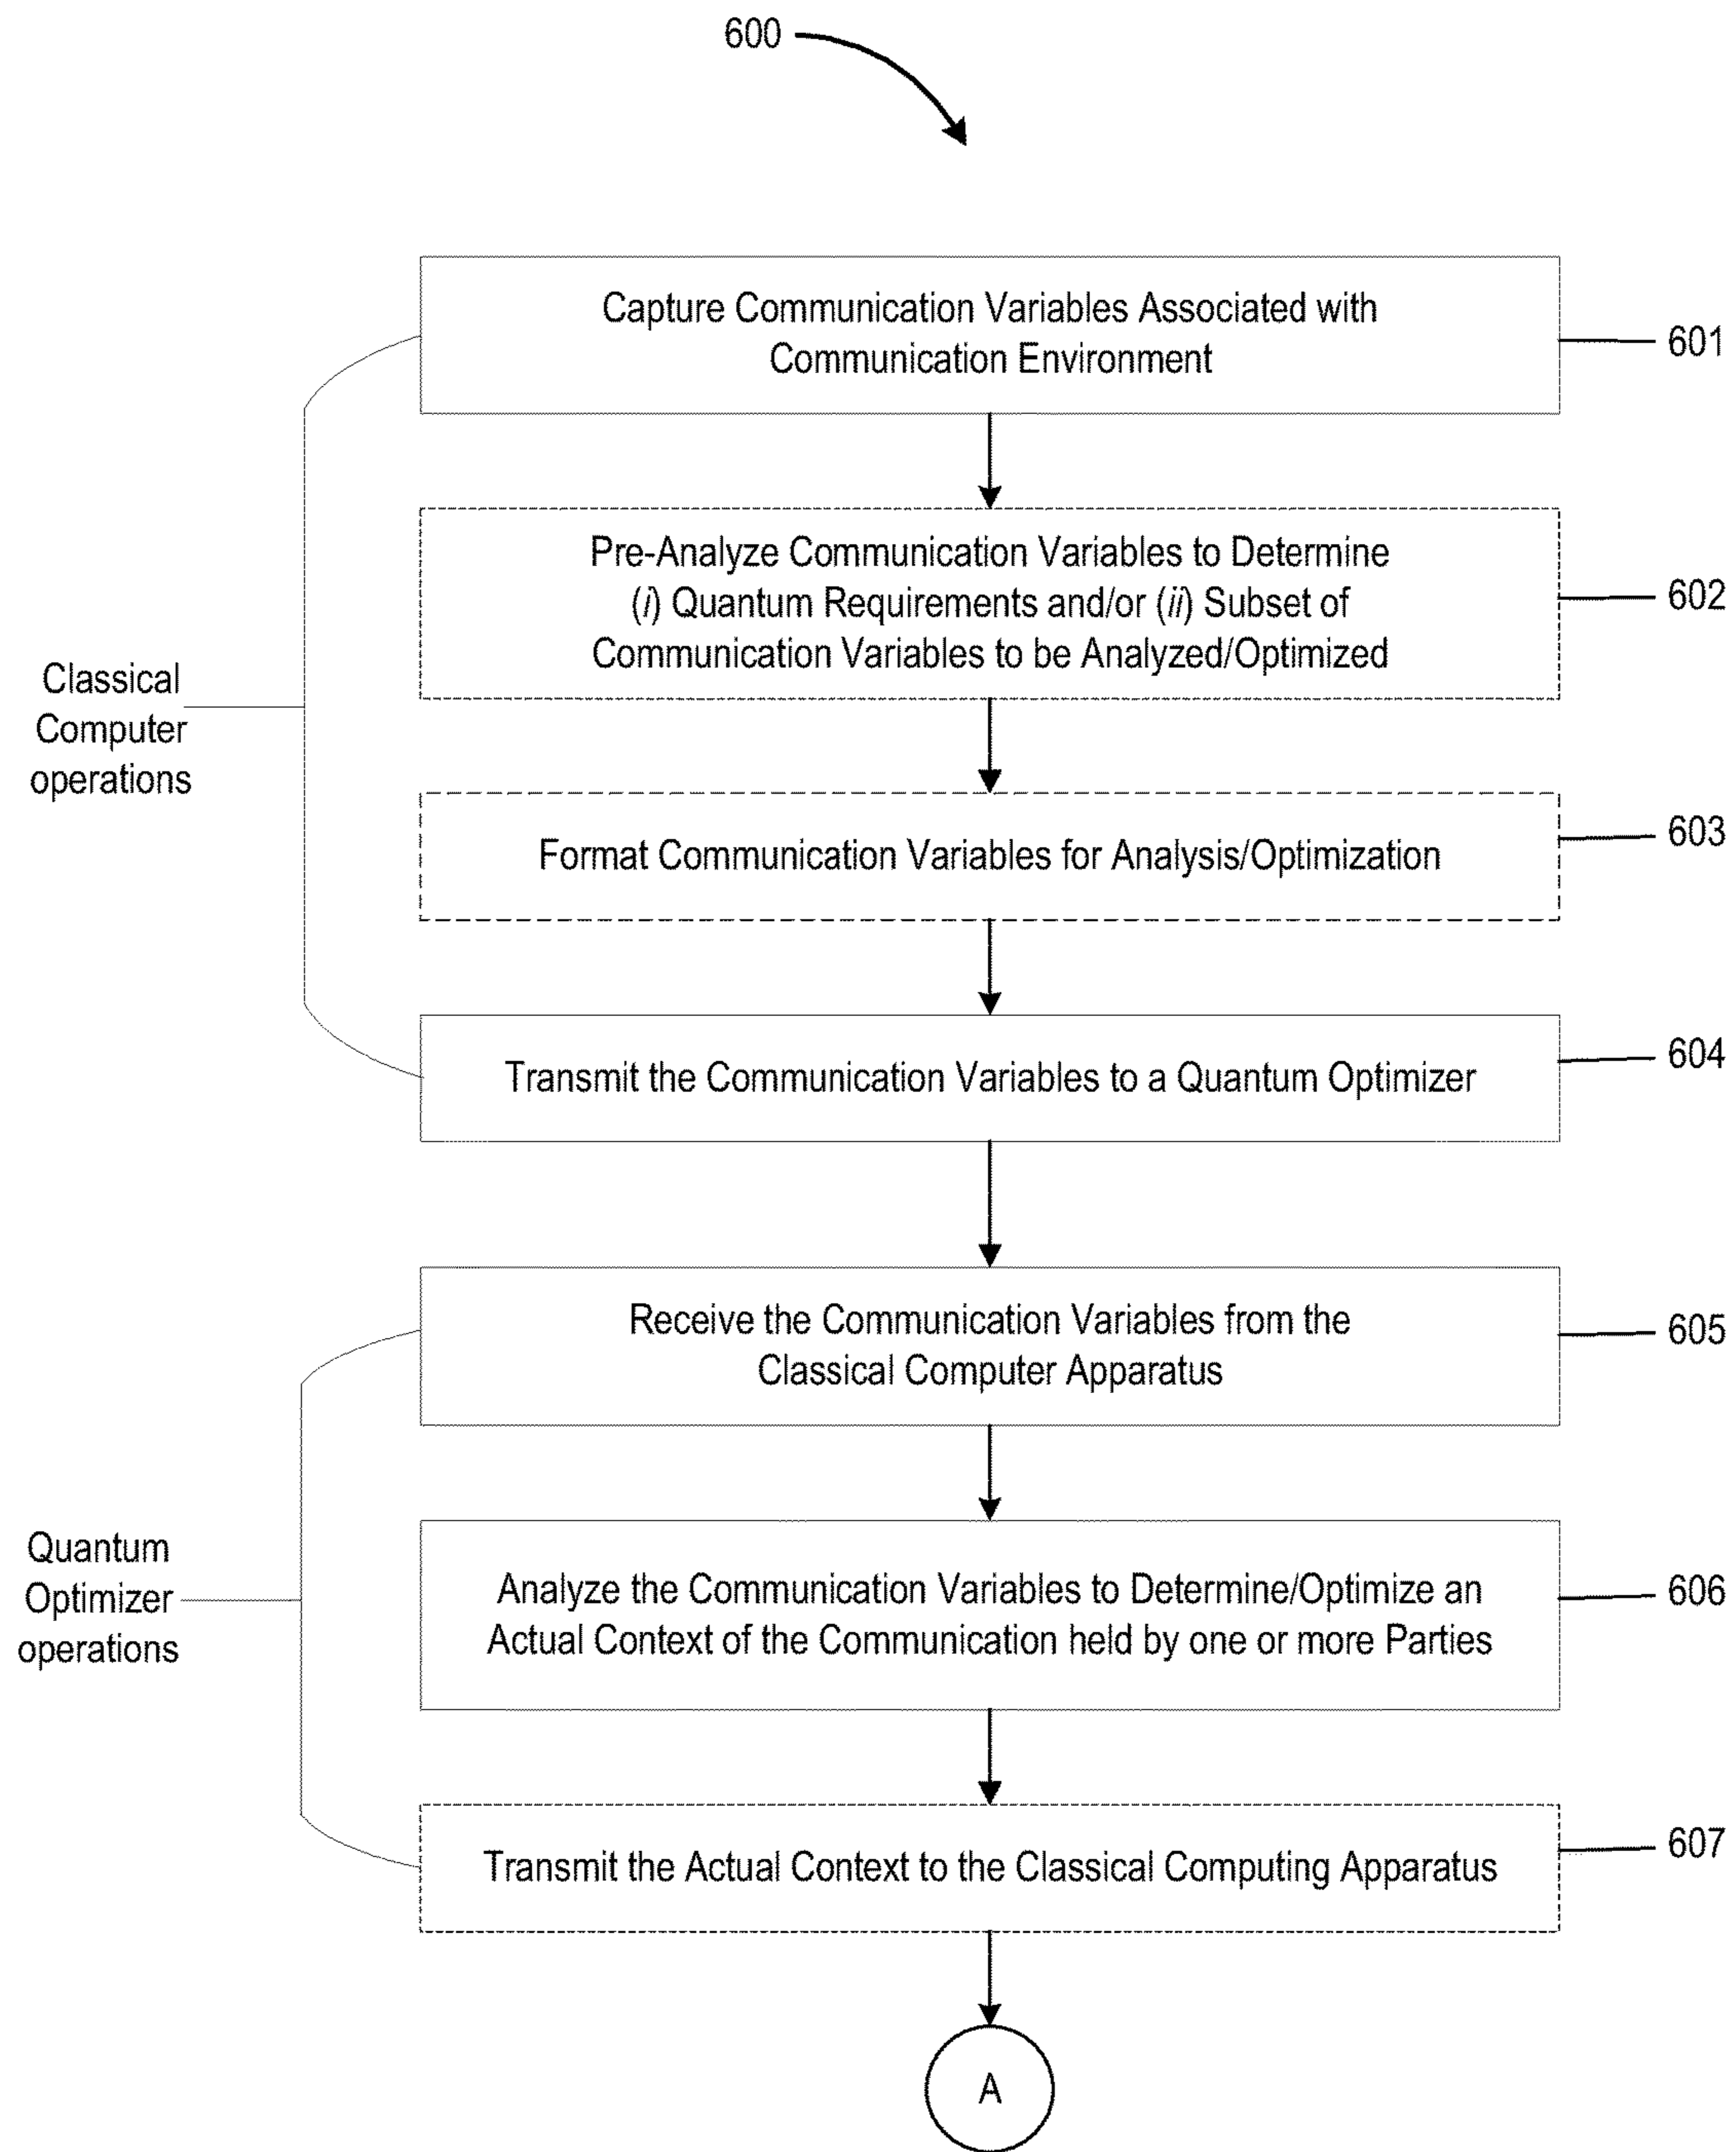 600
Capture Communication Variables Associated with
Communication Environment
601
Pre-Analyze Communication Variables to Determine
(i) Quantum Requirements and/or (ii) Subset of
Communication Variables to be Analyzed/Optimized
602
Classical
Computer
operations
Format Communication Variables for Analysis/Optimization
603
Transmit the Communication Variables to a Quantum Optimizer
604
Receive the Communication Variables from the
Classical Computer Apparatus
605
Quantum
Optimizer
operations
Analyze the Communication Variables to Determine/Optimize an
Actual Context of the Communication held by one or more Parties
606
Transmit the Actual Context to the Classical Computing Apparatus
607
A